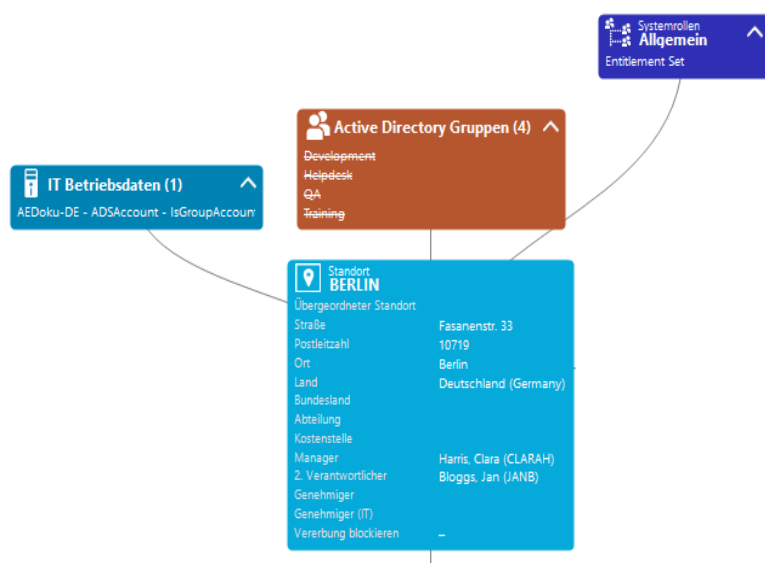 Systemrollen
Allgemein
Entitlement Set
Active Directory Gruppen (4)
Development
Helpdesk
QA
Training
IT Betriebsdaten (1)
AEDoku-DE - ADSAccount - IsGroupAccoun
Standort
BERLIN
Übergeordneter Standort
Straße Fasanenstr. 33
Postleitzahl 10719
Ort Berlin
Land Deutschland (Germany)
Bundesland
Abteilung
Kostenstelle
Manager Harris, Clara (CLARAH)
2. Verantwortlicher Bloggs, Jan (JANB)
Genehmiger
Genehmiger (IT)
Vererbung blockieren –